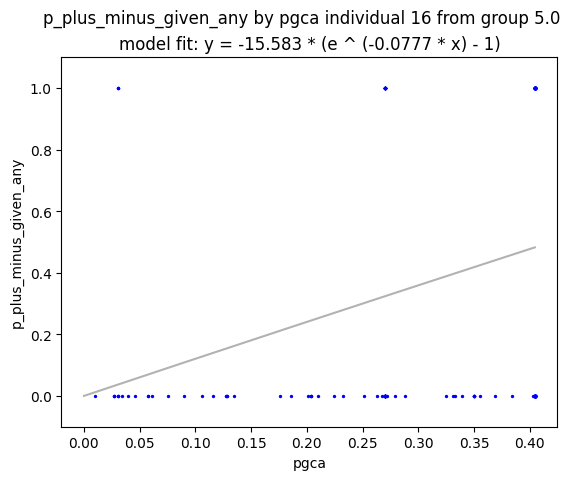 p_plus_minus_given_any by pgca individual 16 from group 5.0
model fit: y = -15.583 * (e ^ (-0.0777 * x) - 1)
1.0
0.8
0.6
0.4
0.2
0.0
p_plus_minus_given_any
0.00 0.05 0.10 0.15 0.20 0.25 0.30 0.35 0.40
pgca